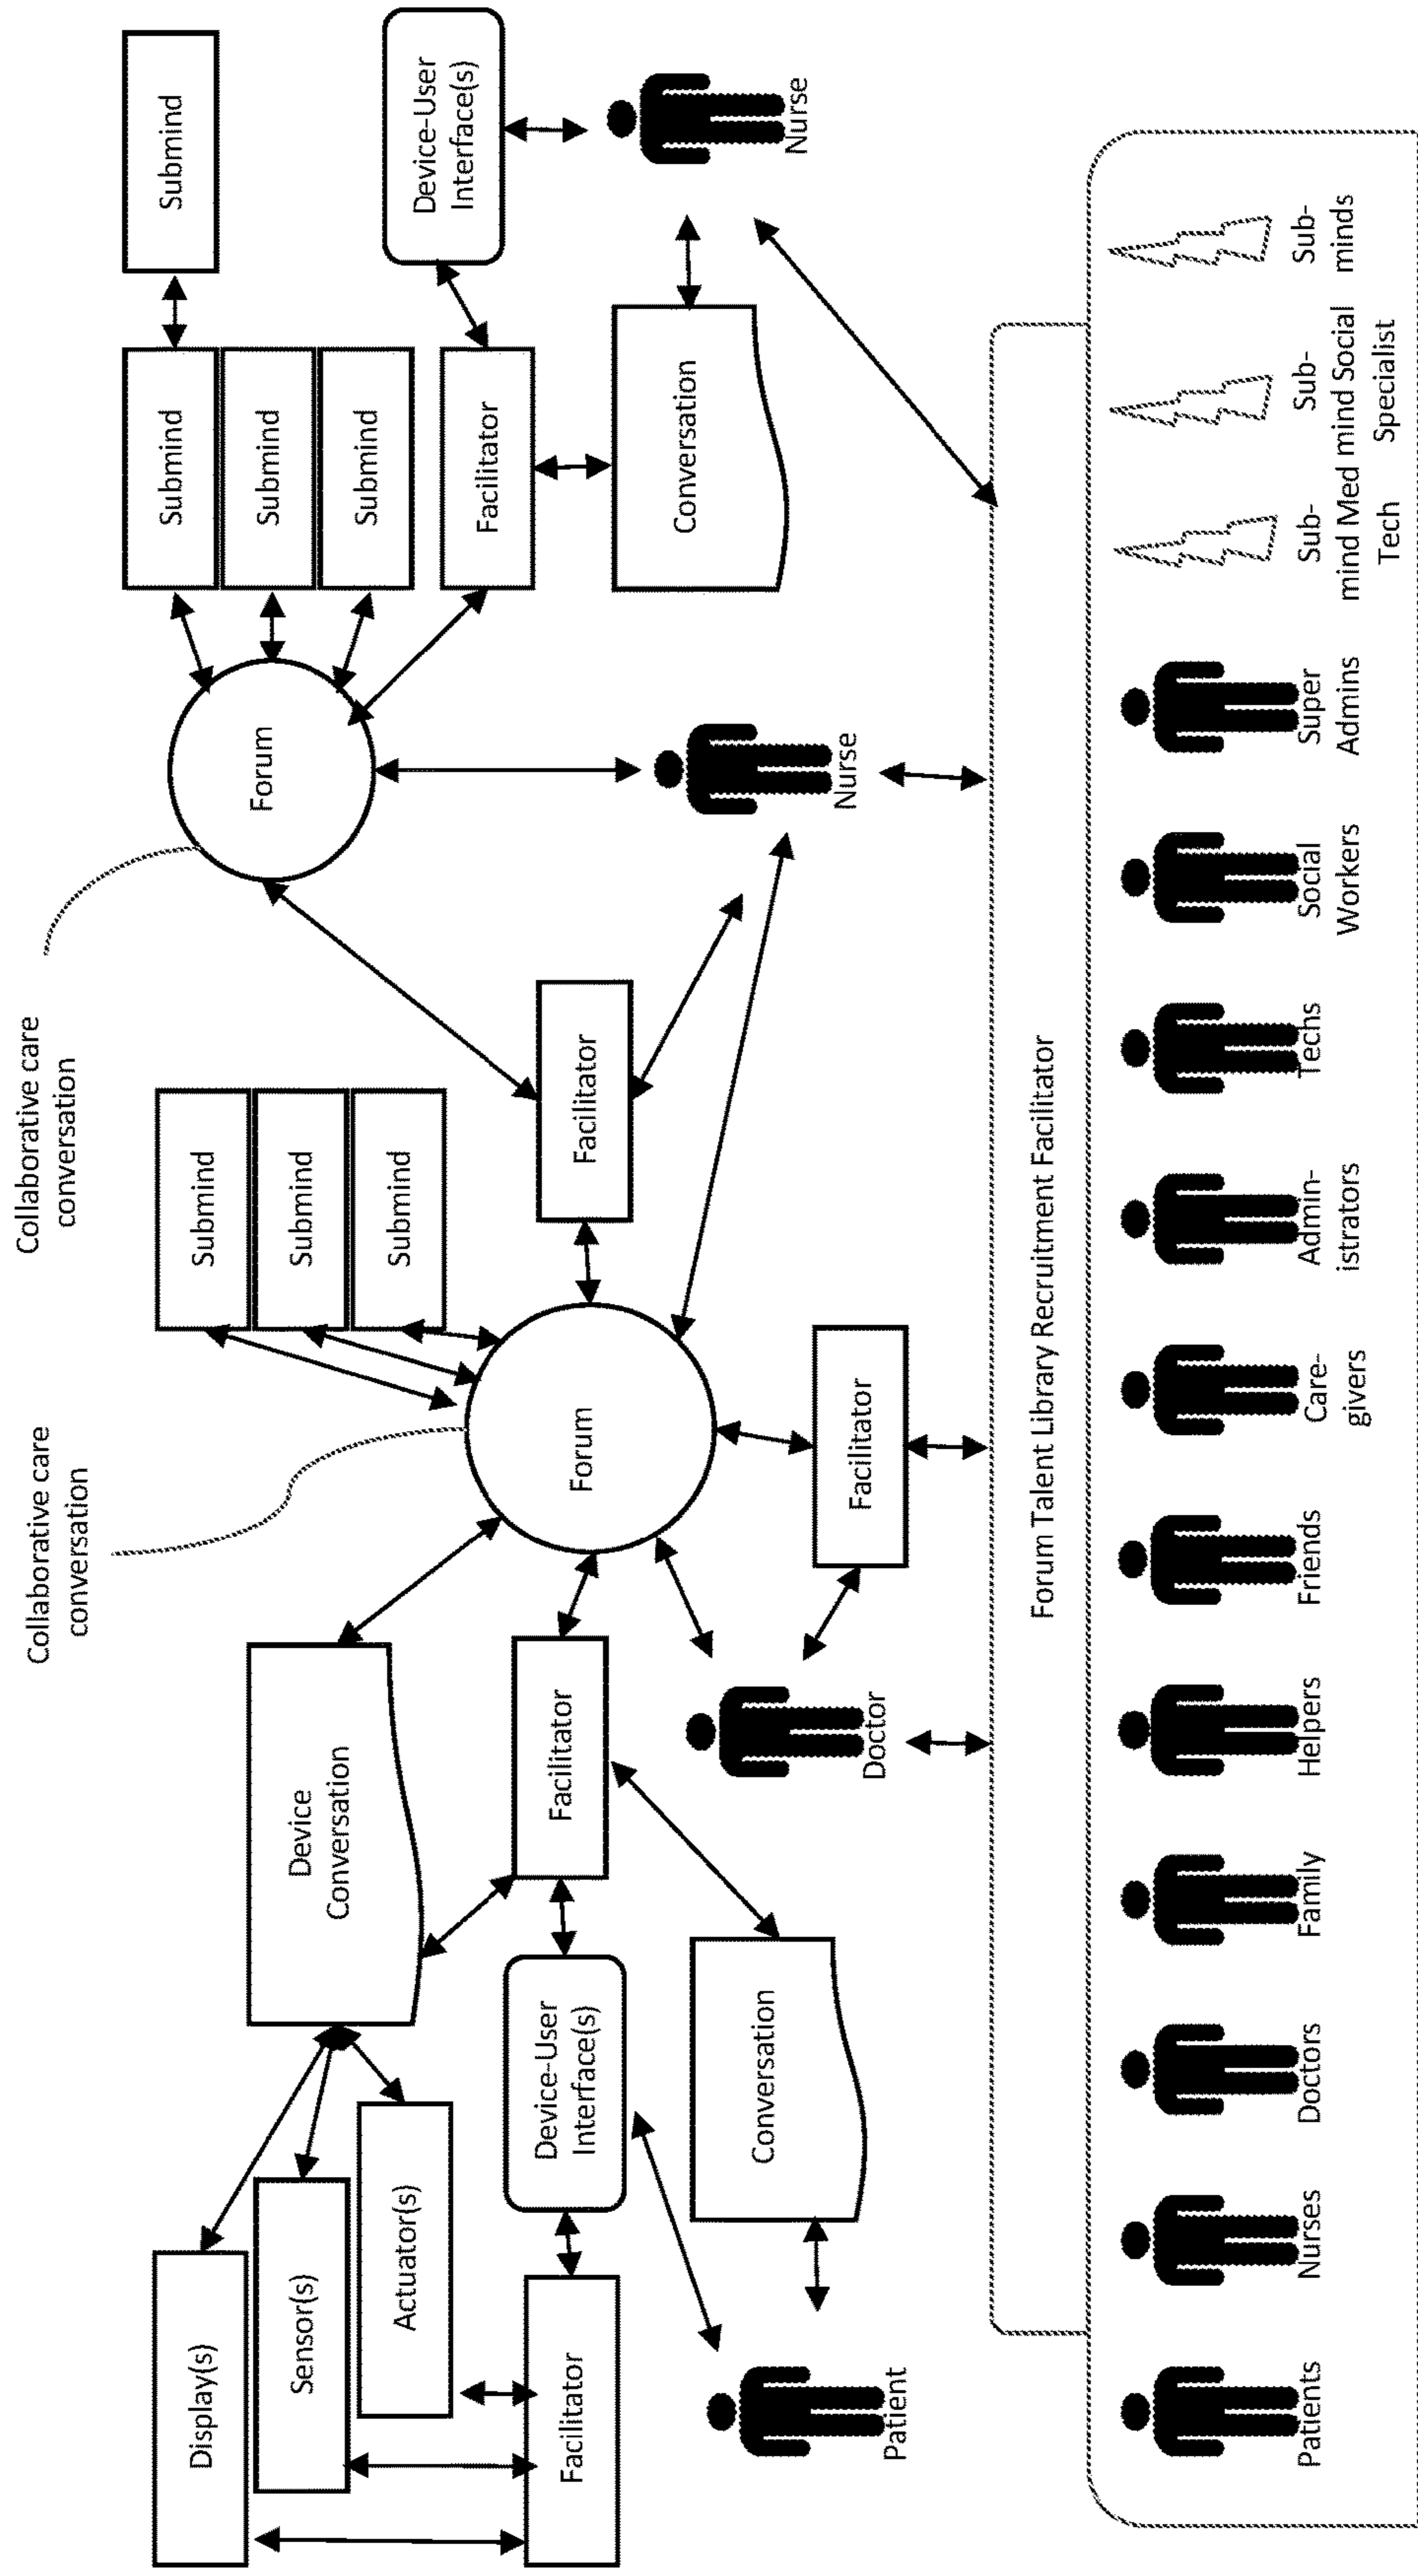 Collaborative care
conversation
Collaborative care
conversation
Display(s)
Sensor(s)
Actuator(s)
Facilitator
Device
Conversation
Device-User
Interface(s)
Facilitator
Conversation
Patient
Doctor
Submind
Submind
Submind
Forum
Facilitator
Facilitator
Forum
Nurse
Submind
Submind
Submind
Submind
Facilitator
Device-User
Interface(s)
Conversation
Nurse
Forum Talent Library Recruitment Facilitator
Patients
Nurses
Doctors
Family
Helpers
Friends
Care-
givers
Admin-
istrators
Techs
Social
Workers
Super
Admins
Sub-
mind Med
Tech
Sub-
mind Social
Specialist
Sub-
minds